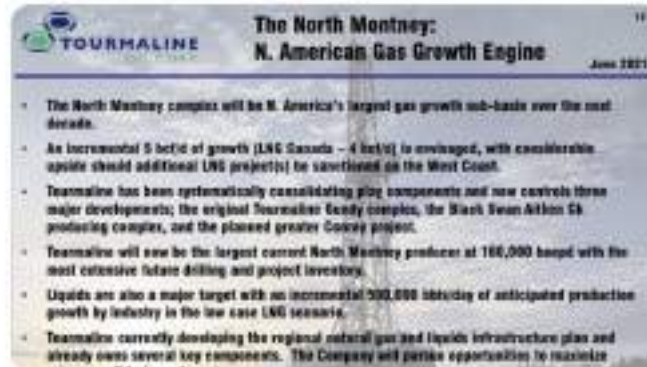 TOURMALINE
The North Montney:
N. American Gas Growth Engine
June 2021
The North Montney complex will be N. America's largest gas growth sub-basin over the next
decade.
An incremental 5 bcf/d of growth (LNG Canada – 4 bcf/d) is envisaged, with considerable
upside should additional LNG project(s) be sanctioned on the West Coast.
Tourmaline has been systematically consolidating play components and now controls three
major developments; the original Tourmaline Gundy complex, the Black Swan Aitken Ck
producing complex, and the planned greater Conroy project.
Tourmaline will now be the largest current North Montney producer at 100,000 boepd with the
most extensive future drilling and project inventory.
Liquids are also a major target with an incremental 500,000 bbls/day of anticipated production
growth by industry in the low case LNG scenario.
Tourmaline currently developing the regional natural gas and liquids infrastructure plan and
already owns several key components. The Company will pursue opportunities to maximize